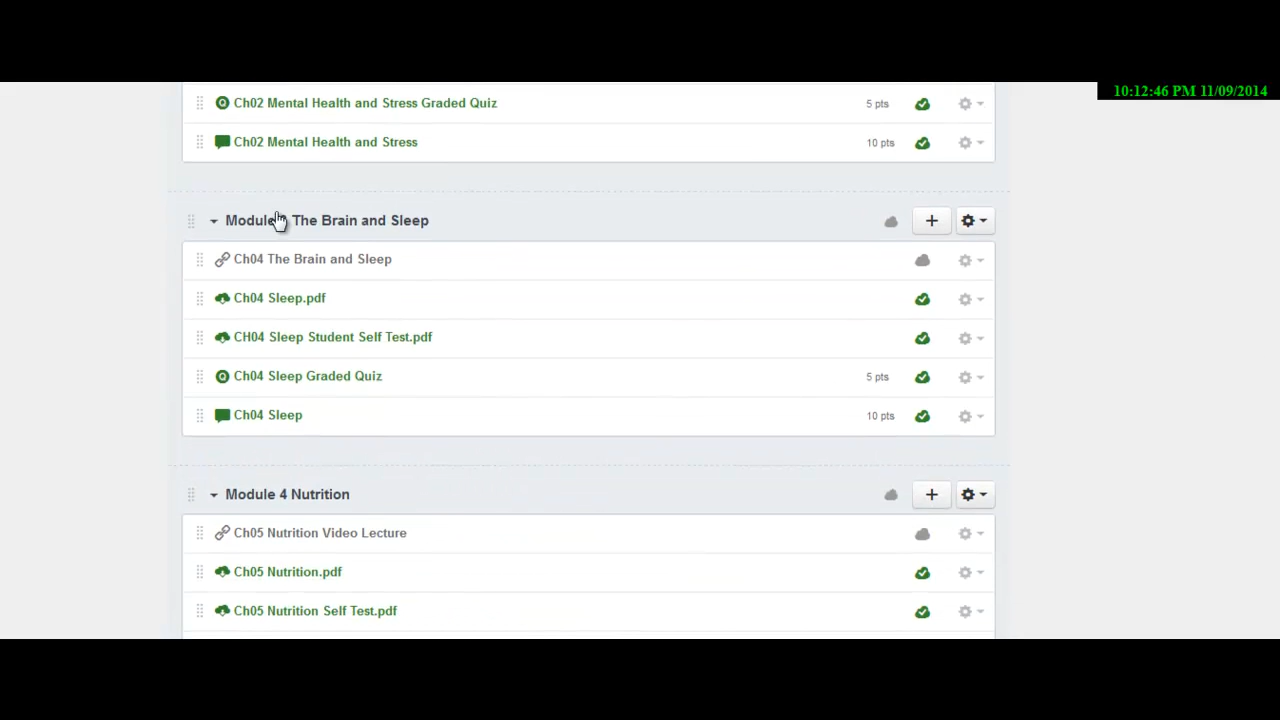 10:12:46 PM 11/09/2014
Ch02 Mental Health and Stress Graded Quiz 5 pts
Ch02 Mental Health and Stress 10 pts
Module The Brain and Sleep
Ch04 The Brain and Sleep
Ch04 Sleep.pdf
CH04 Sleep Student Self Test.pdf
Ch04 Sleep Graded Quiz 5 pts
Ch04 Sleep 10 pts
Module 4 Nutrition
Ch05 Nutrition Video Lecture
Ch05 Nutrition.pdf
Ch05 Nutrition Self Test.pdf